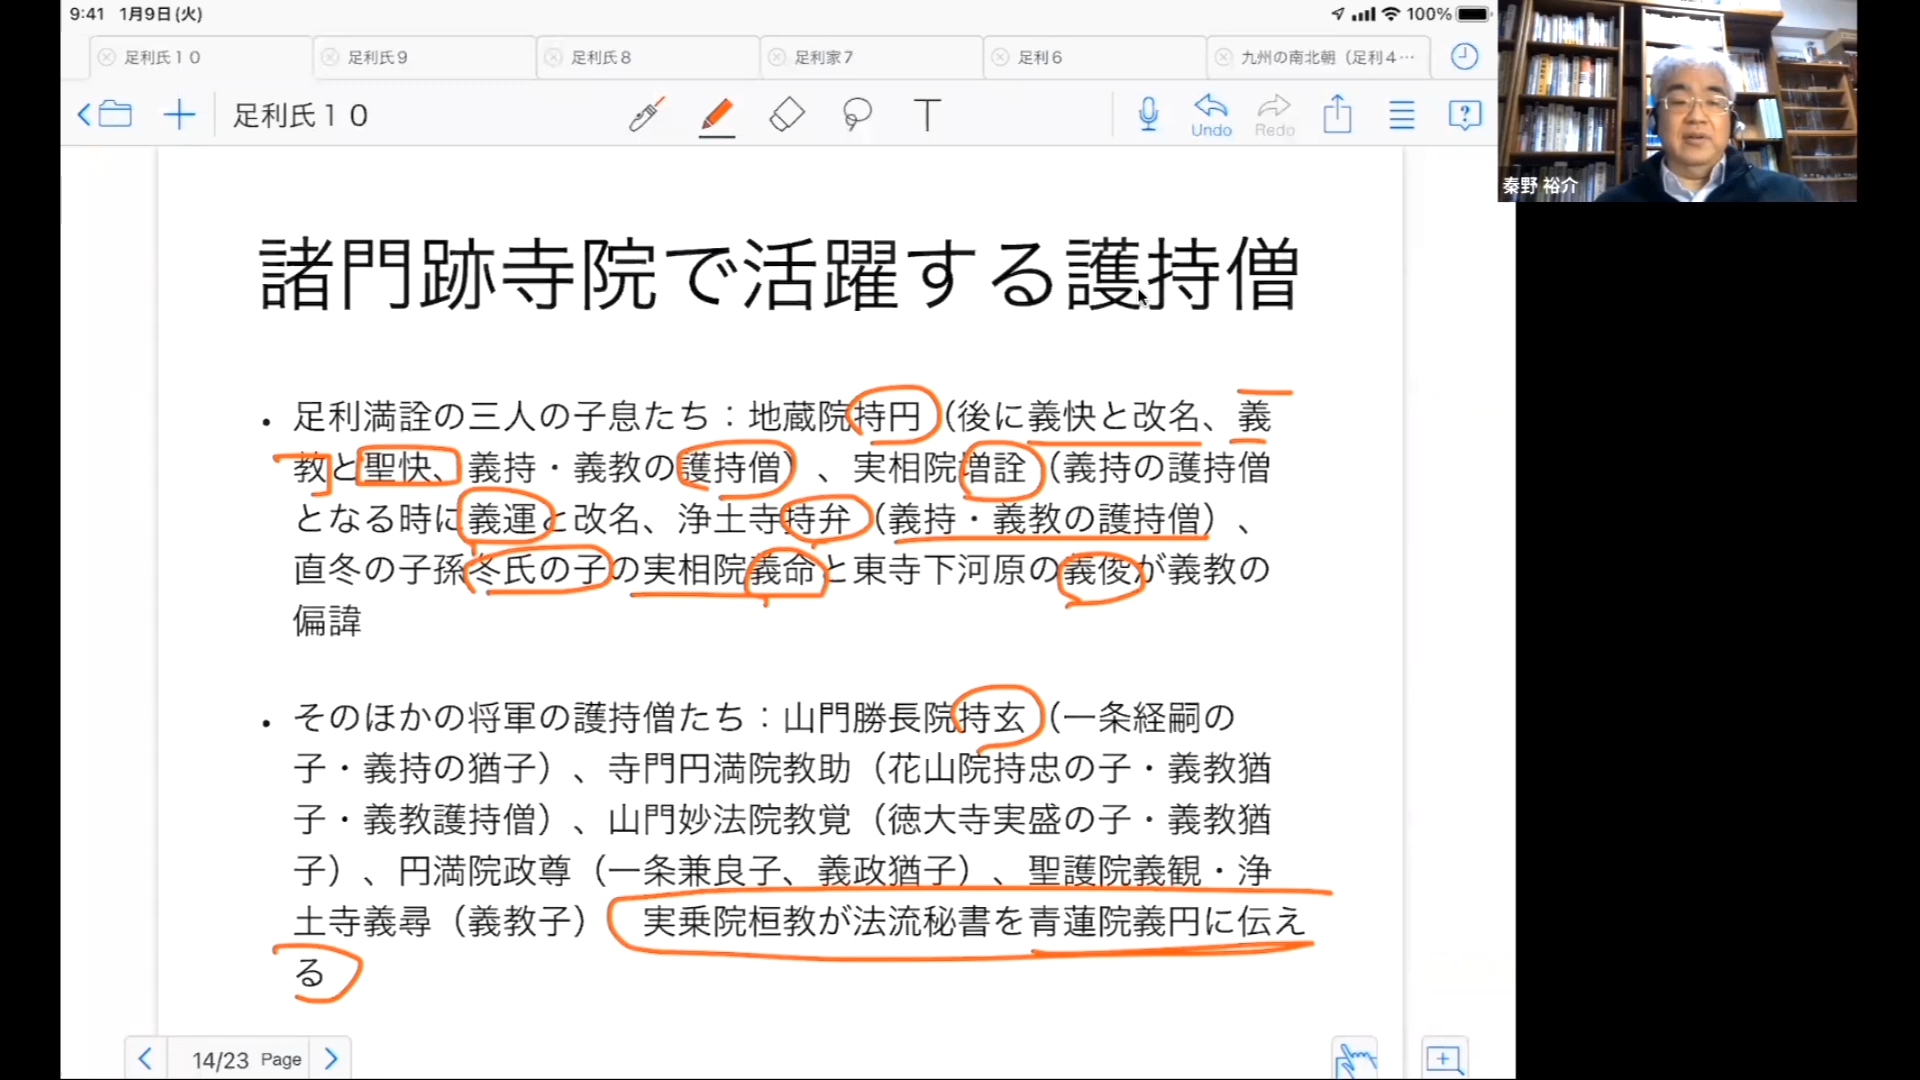 9:41 1月9日(火)
100%
足利氏１０
足利氏９
足利氏８
足利家７
足利６
九州の南北朝（足利４…
足利氏１０
Undo
Redo
秦野 裕介
諸門跡寺院で活躍する護持僧
• 足利満詮の三人の子息たち：地蔵院持円（後に義快と改名、義
教と聖快、義持・義教の護持僧）、実相院増詮（義持の護持僧
となる時に義運と改名、浄土寺持弁（義持・義教の護持僧）、
直冬の子孫冬氏の子の実相院義命と東寺下河原の義俊が義教の
偏諱
• そのほかの将軍の護持僧たち：山門勝長院持玄（一条経嗣の
子・義持の猶子）、寺門円満院教助（花山院持忠の子・義教猶
子・義教護持僧）、山門妙法院教覚（徳大寺実盛の子・義教猶
子）、円満院政尊（一条兼良子、義政猶子）、聖護院義観・浄
土寺義尋（義教子）　実乗院桓教が法流秘書を青蓮院義円に伝え
る
14/23 Page